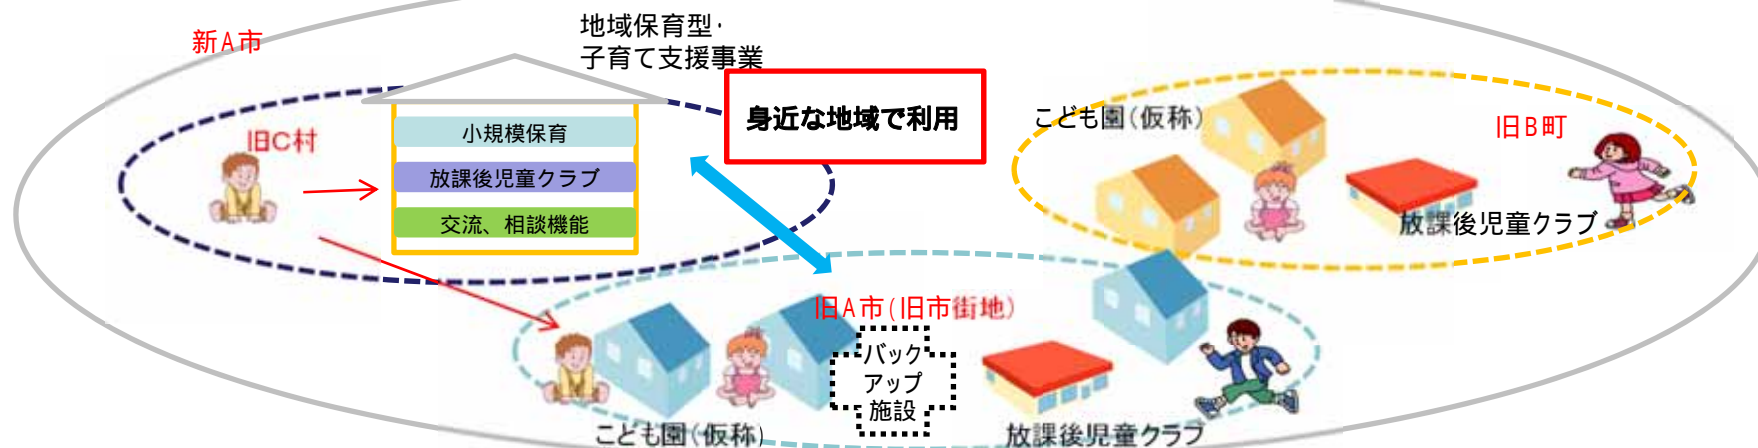 新A市
地域保育型・
子育て支援事業
身近な地域で利用
旧C村
小規模保育
放課後児童クラブ
交流、相談機能
こども園(仮称)
旧B町
放課後児童クラブ
旧A市(旧市街地)
バック
アップ
施設
こども園(仮称)
放課後児童クラブ